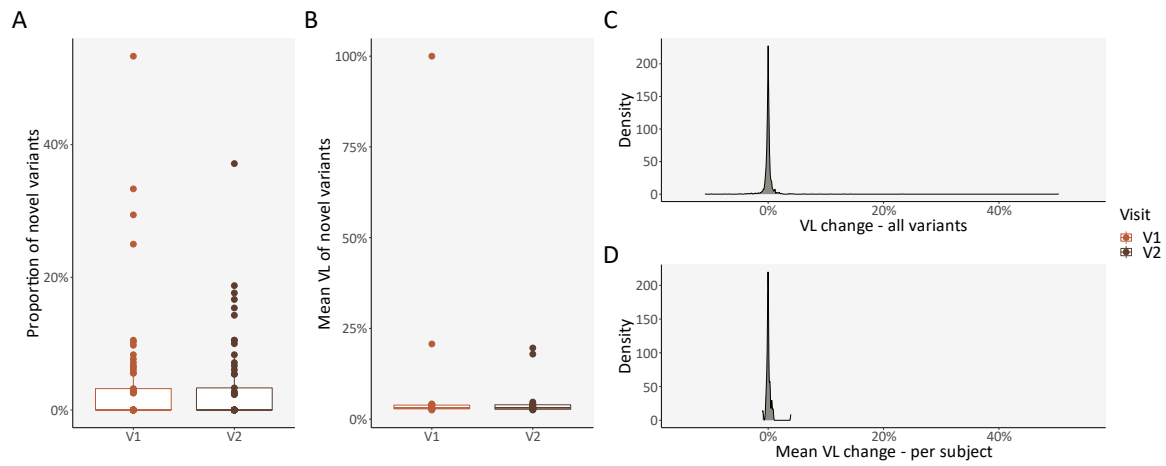 A
Proportion of novel variants
40%
20%
0%
V1
V2
B
Mean VL of novel variants
100%
75%
50%
25%
0%
V1
V2
C
Density
200
150
100
50
0
0%
20%
40%
VL change - all variants
D
Density
200
150
100
50
0
0%
20%
40%
Mean VL change - per subject
Visit
V1
V2